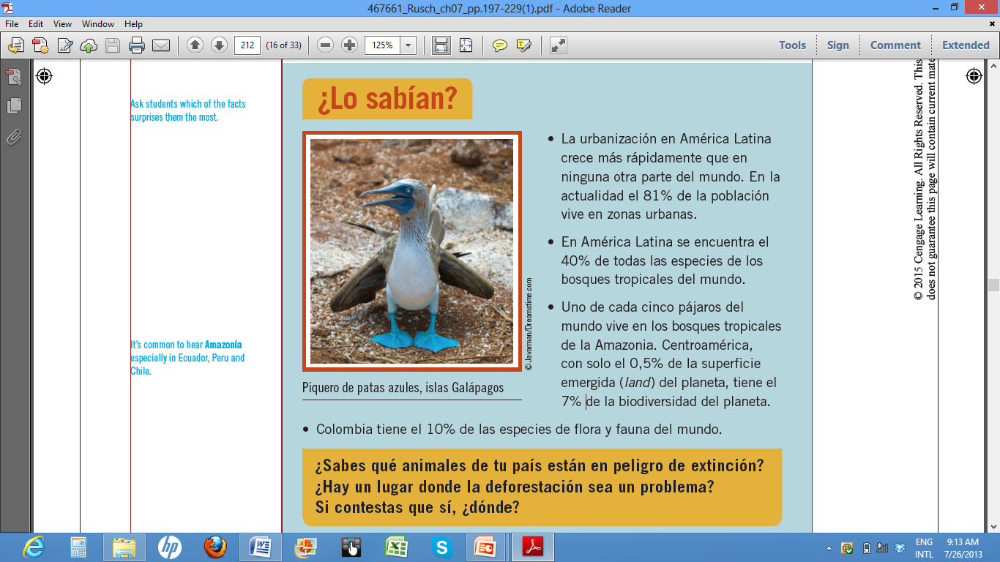 467661_Rusch_ch07_pp.197-229(1).pdf - Adobe Reader
File Edit View Window Help
212 (16 of 33) 125% Tools Sign Comment Extended
Ask students which of the facts
surprises them the most.
It's common to hear Amazonía
especially in Ecuador, Peru and
Chile.
¿Lo sabían?
© Javarman/Dreamstime.com
Piquero de patas azules, islas Galápagos
• La urbanización en América Latina
crece más rápidamente que en
ninguna otra parte del mundo. En la
actualidad el 81% de la población
vive en zonas urbanas.
• En América Latina se encuentra el
40% de todas las especies de los
bosques tropicales del mundo.
• Uno de cada cinco pájaros del
mundo vive en los bosques tropicales
de la Amazonia. Centroamérica,
con solo el 0,5% de la superficie
emergida (land) del planeta, tiene el
7% de la biodiversidad del planeta.
• Colombia tiene el 10% de las especies de flora y fauna del mundo.
¿Sabes qué animales de tu país están en peligro de extinción?
¿Hay un lugar donde la deforestación sea un problema?
Si contestas que sí, ¿dónde?
© 2015 Cengage Learning. All Rights Reserved. This
does not guarantee this page will contain current mate
hp
ENG
INTL
9:13 AM
7/26/2013